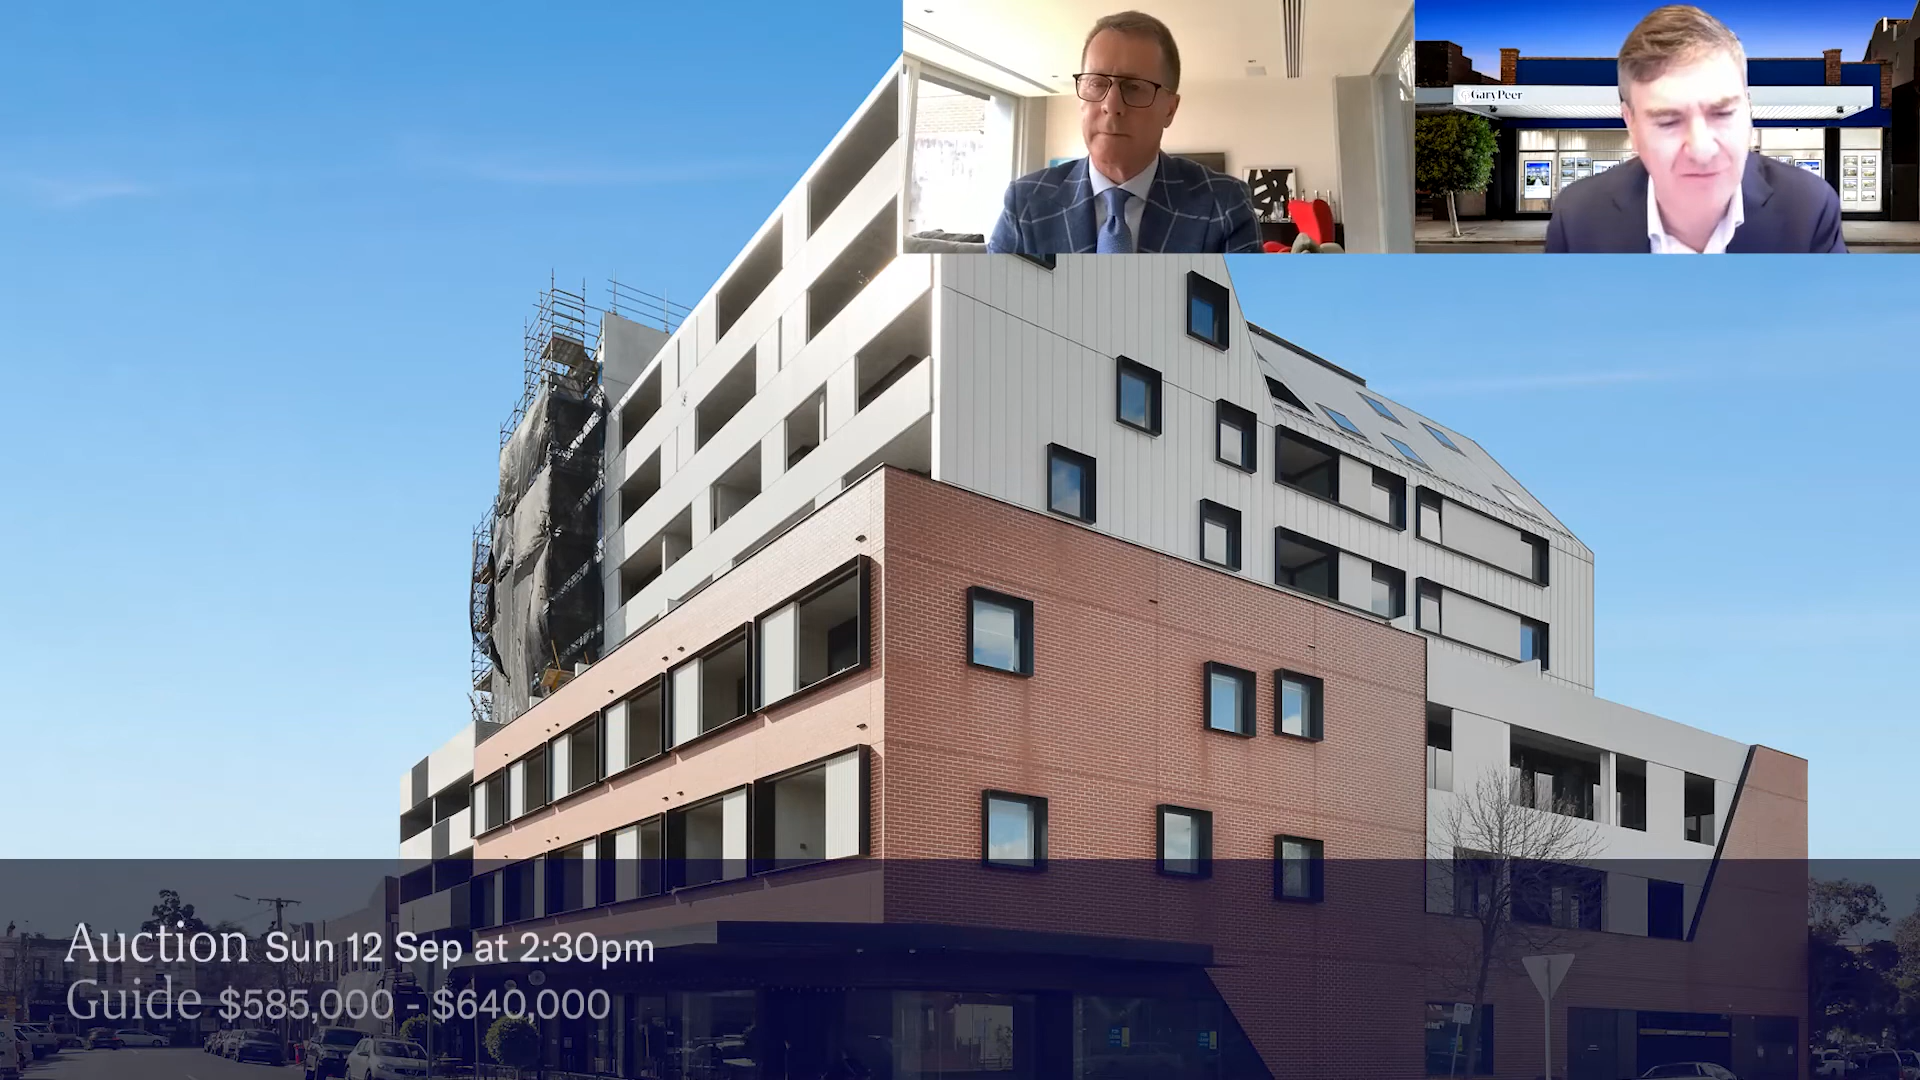 GaryPeer
Auction Sun 12 Sep at 2:30pm
Guide $585,000 - $640,000